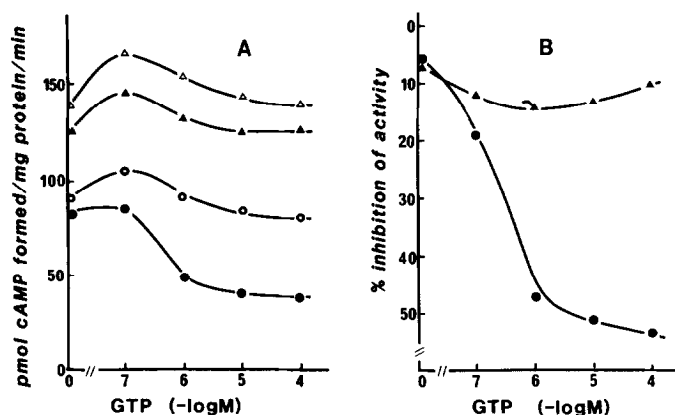 A
pmol cAMP formed/mg protein/min
150
100
50
0
0 7 6 5 4
GTP (-logM)
B
% inhibition of activity
0
10
20
30
40
50
0 7 6 5 4
GTP (-logM)